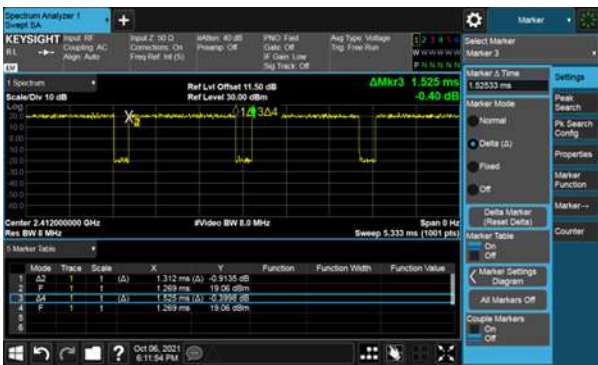 Spectrum Analyzer 1
Swept SA
+
Marker
KEYSIGHT Input: RF Input Z: 50 Ω #Atten: 40 dB PNO: Fast Avg Type: Voltage 1 2 3 4 5 6
RL Coupling: AC Corrections: On Preamp: Off Gate: Off Trig: Free Run W W W W W W
Align: Auto Freq Ref: Int (S) IF Gain: Low P N N N N N
Sig Track: Off
Select Marker
Marker 3
1 Spectrum
Scale/Div 10 dB
Ref Lvl Offset 11.50 dB
Ref Level 30.00 dBm
ΔMkr3 1.525 ms
-0.40 dB
Log
Center 2.412000000 GHz
Res BW 8 MHz
#Video BW 8.0 MHz
Span 0 Hz
Sweep 5.333 ms (1001 pts)
5 Marker Table
Mode Trace Scale X Y Function Function Width Function Value
1 Δ2 1 t (Δ) 1.312 ms (Δ) -0.9135 dB
2 F 1 t 1.269 ms 19.06 dBm
3 Δ4 1 t (Δ) 1.525 ms (Δ) -0.3998 dB
4 F 1 t 1.269 ms 19.06 dBm
5
6
Marker Δ Time
1.52533 ms
Marker Mode
Normal
Delta (Δ)
Fixed
Off
Delta Marker
(Reset Delta)
Marker Table
On
Off
Marker Settings
Diagram
All Markers Off
Couple Markers
On
Off
Settings
Peak
Search
Pk Search
Config
Properties
Marker
Function
Marker→
Counter
?
Oct 06, 2021
6:11:54 PM